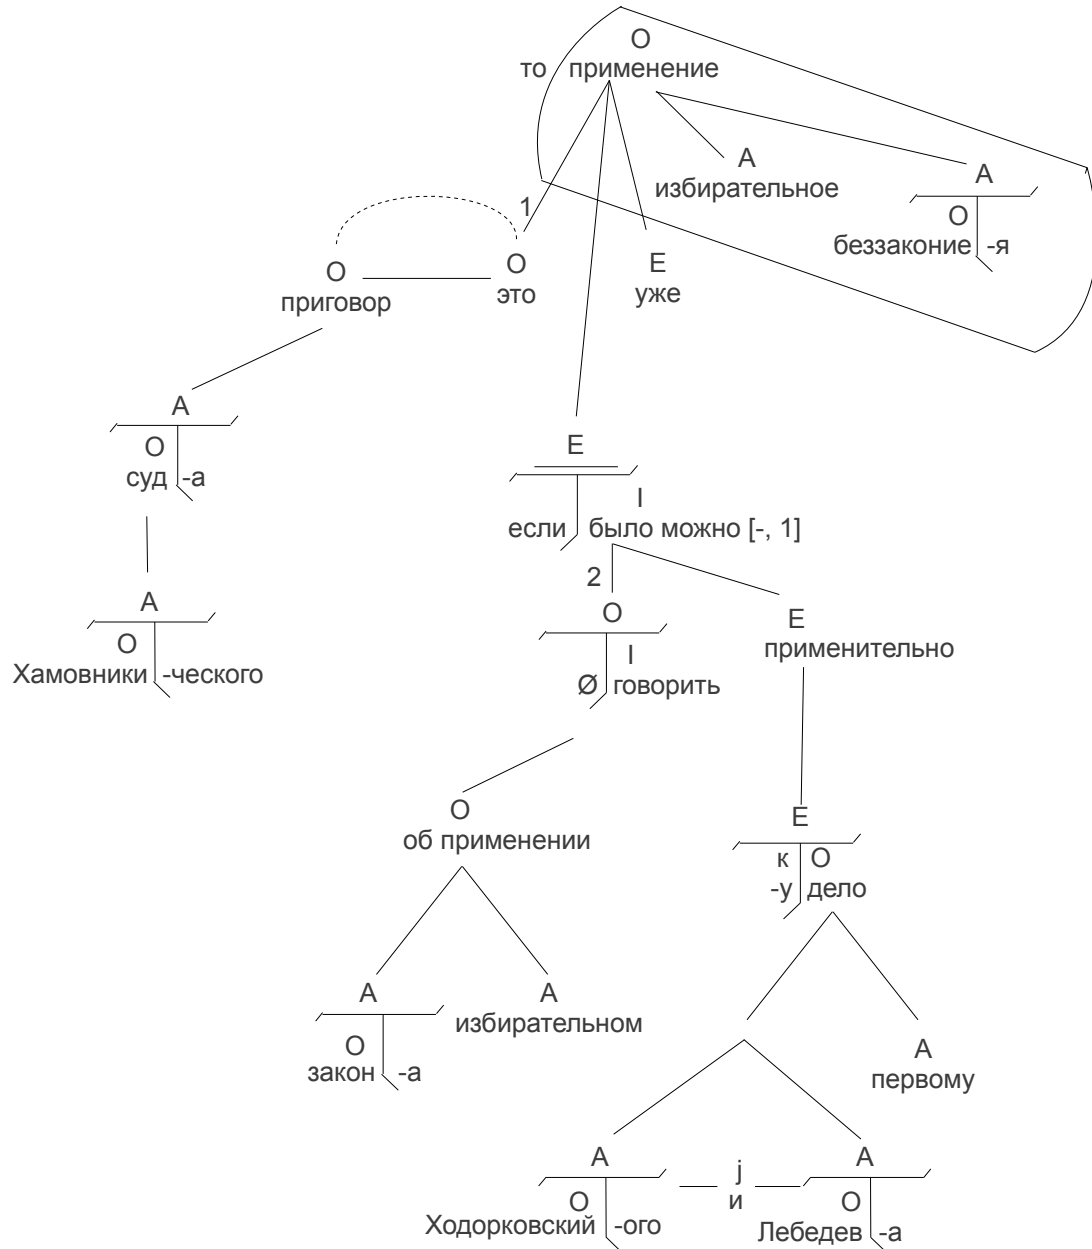 О
то применение
А
избирательное
А
О
беззаконие -я
1
О
приговор
О
это
Е
уже
А
О
суд -а
Е
I
если было можно [-, 1]
А
О
Хамовники -ческого
2
О
I
Ø говорить
Е
применительно
О
об применении
Е
к О
-у дело
А
О
закон -а
А
избирательном
А
первому
А
О
Ходорковский -ого
j
и
А
О
Лебедев -а